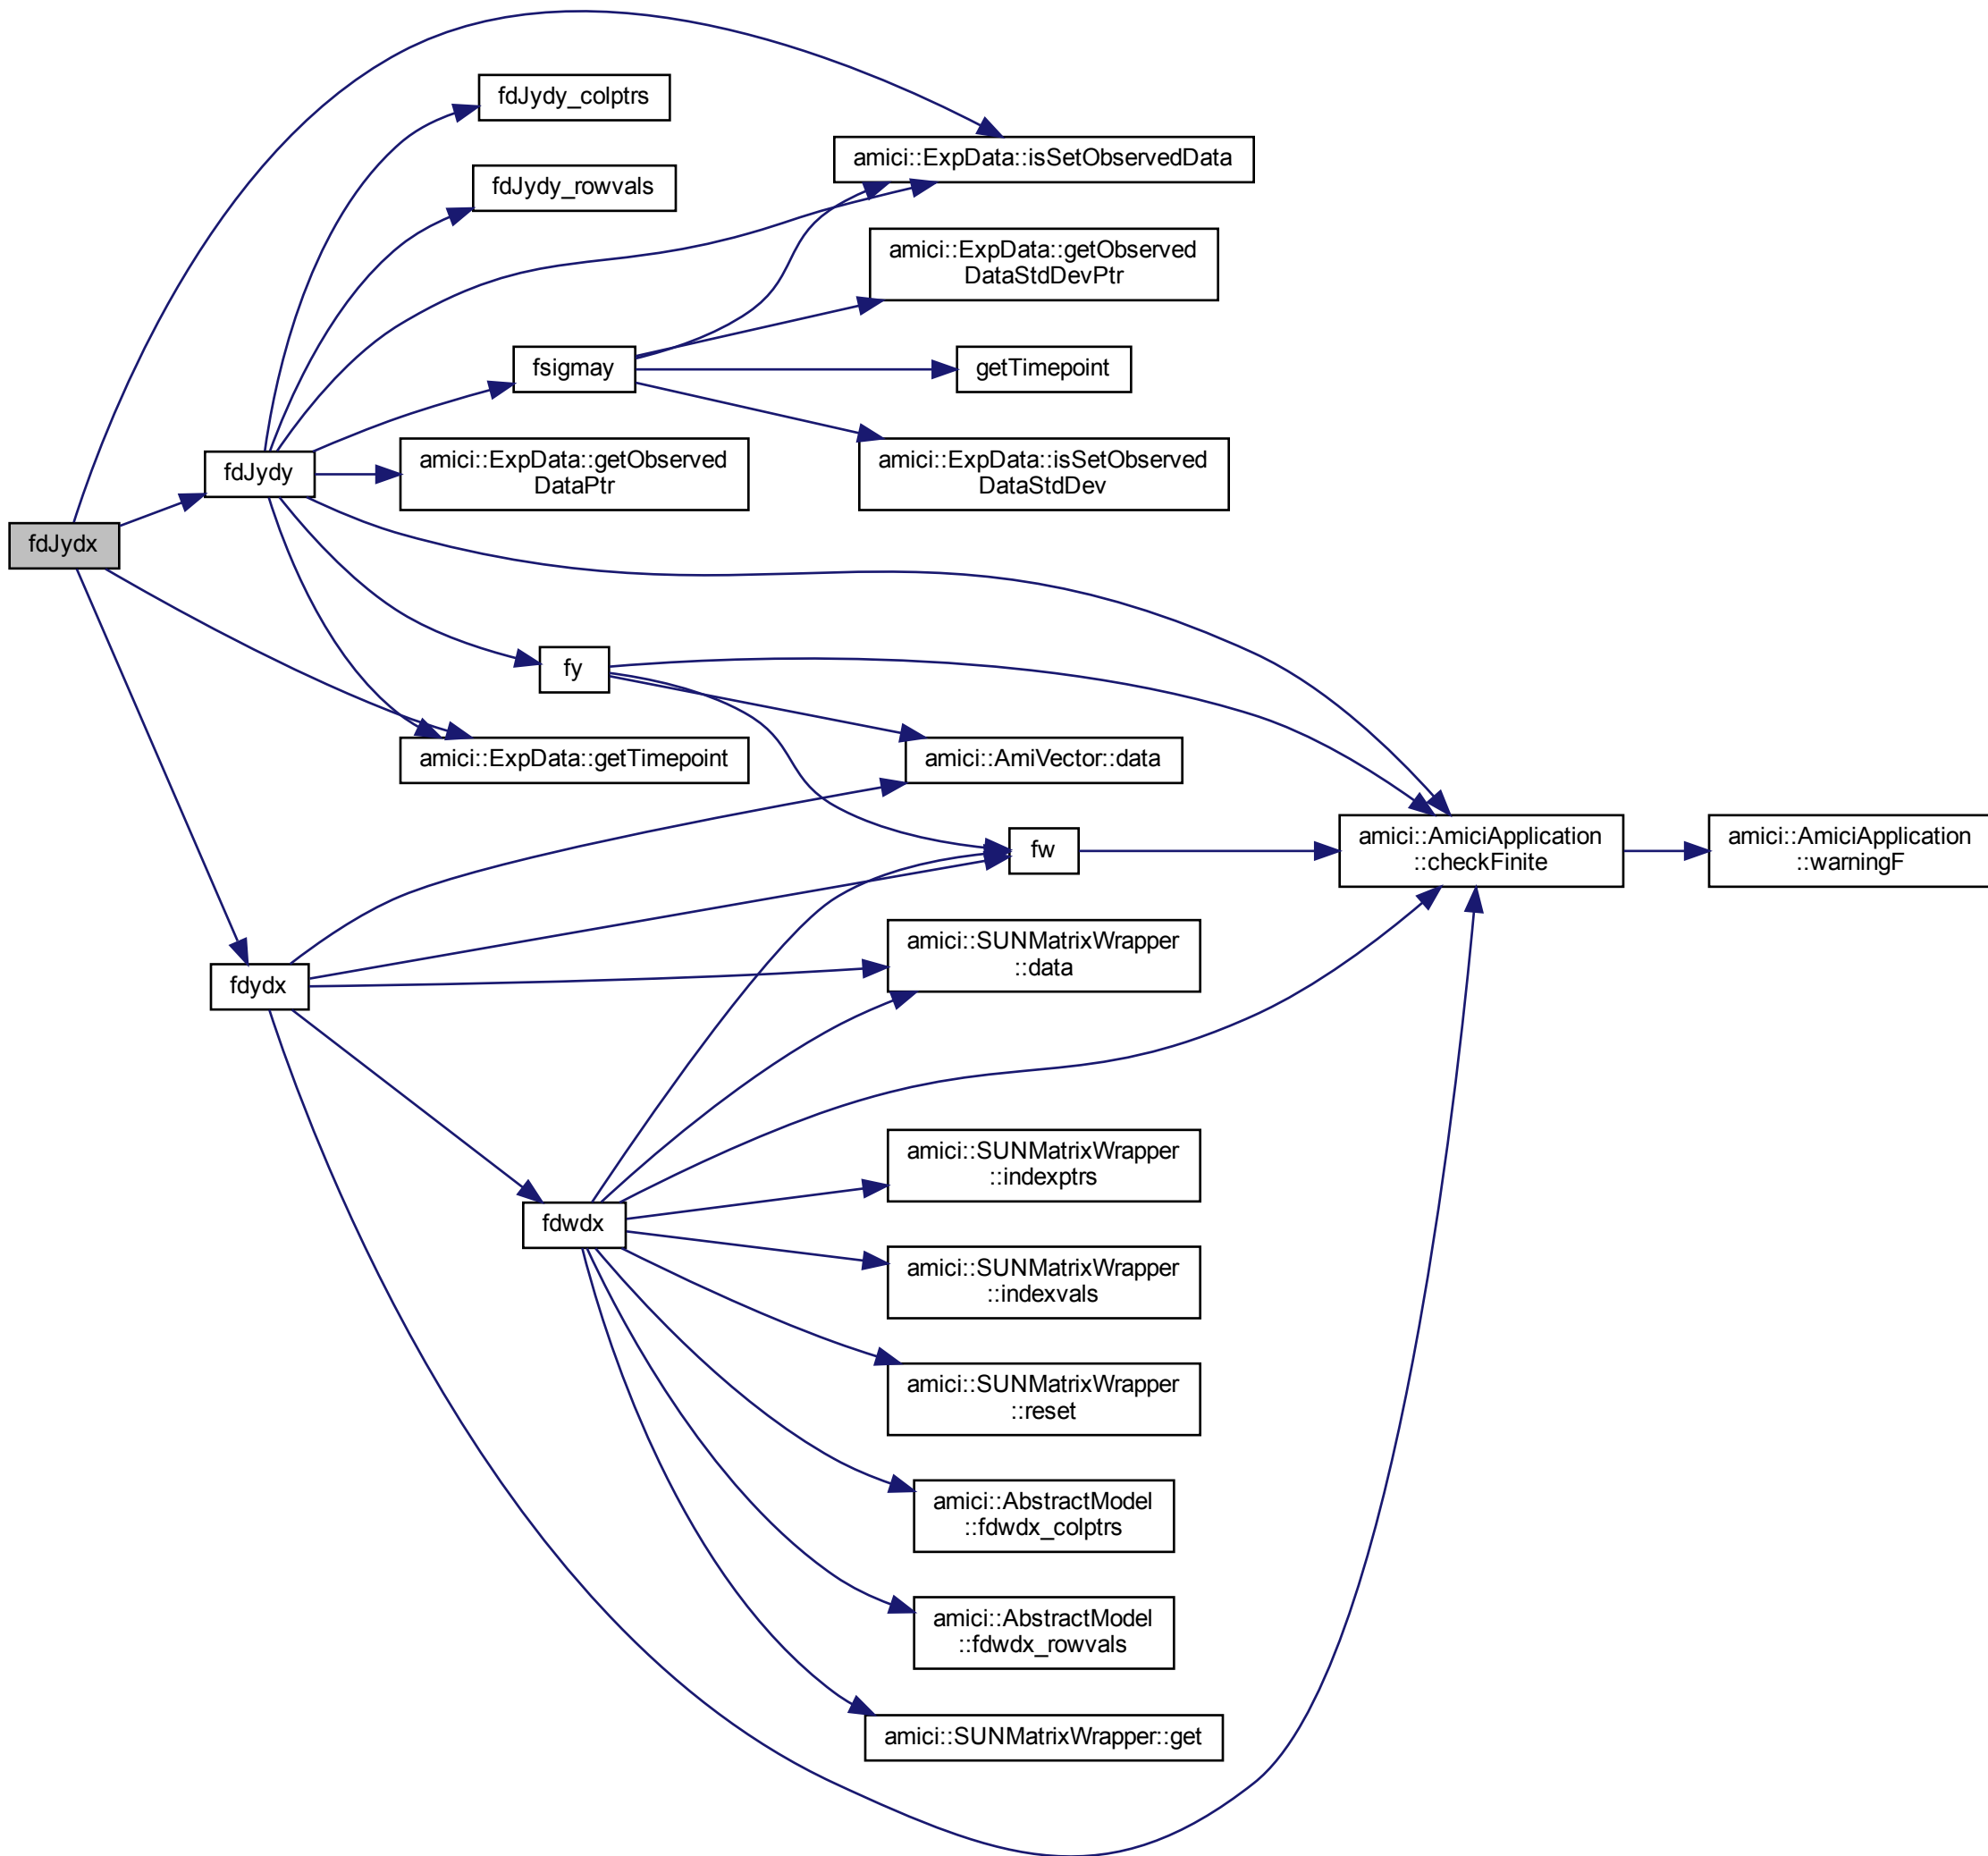 fdJydy_colptrs
amici::ExpData::isSetObservedData
fdJydy_rowvals
amici::ExpData::getObserved
DataStdDevPtr
fsigmay
getTimepoint
fdJydy
amici::ExpData::getObserved
DataPtr
amici::ExpData::isSetObserved
DataStdDev
fdJydx
fy
amici::ExpData::getTimepoint
amici::AmiVector::data
fw
amici::AmiciApplication
::checkFinite
amici::AmiciApplication
::warningF
fdydx
amici::SUNMatrixWrapper
::data
amici::SUNMatrixWrapper
::indexptrs
fdwdx
amici::SUNMatrixWrapper
::indexvals
amici::SUNMatrixWrapper
::reset
amici::AbstractModel
::fdwdx_colptrs
amici::AbstractModel
::fdwdx_rowvals
amici::SUNMatrixWrapper::get